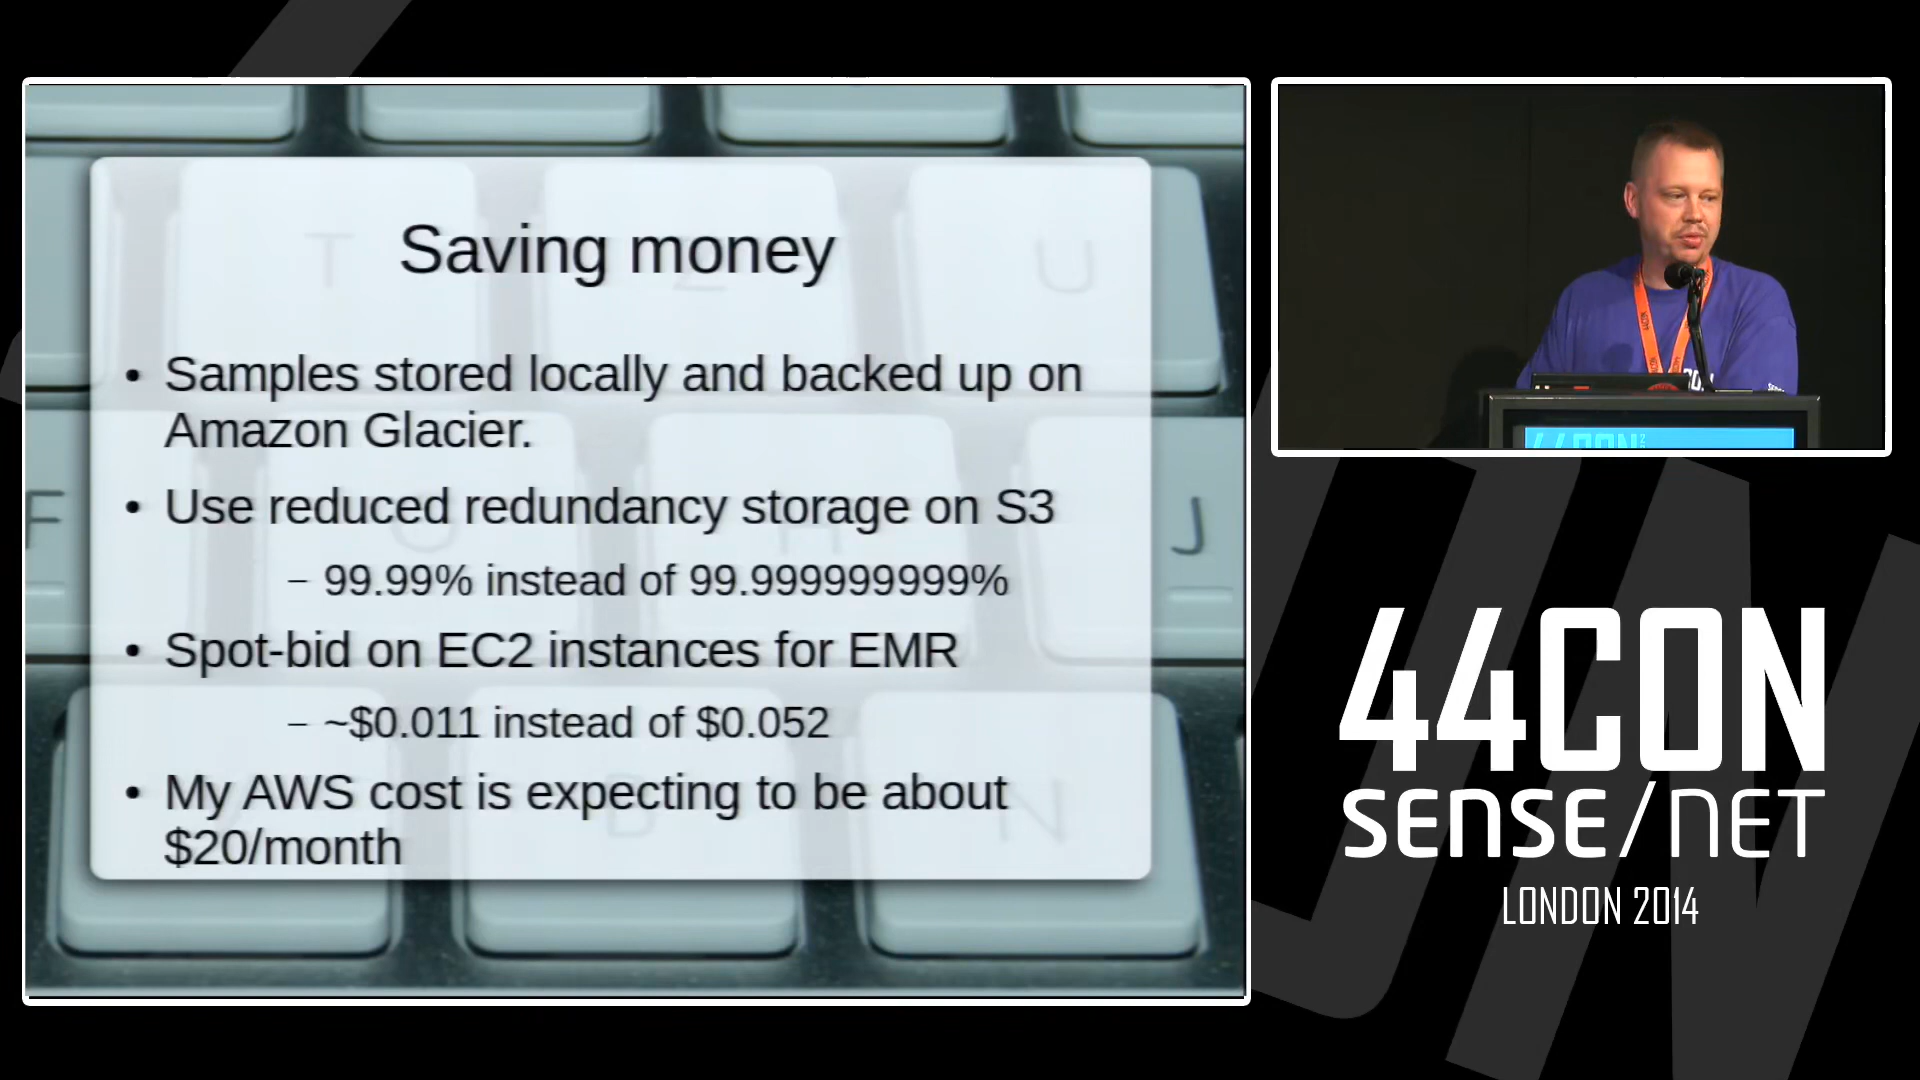 Saving money
• Samples stored locally and backed up on
Amazon Glacier.
• Use reduced redundancy storage on S3
– 99.99% instead of 99.999999999%
• Spot-bid on EC2 instances for EMR
– ~$0.011 instead of $0.052
• My AWS cost is expecting to be about
$20/month
T
Z
U
F
G
H
J
B
N
44CON
44CON
SENSE/NET
LONDON 2014